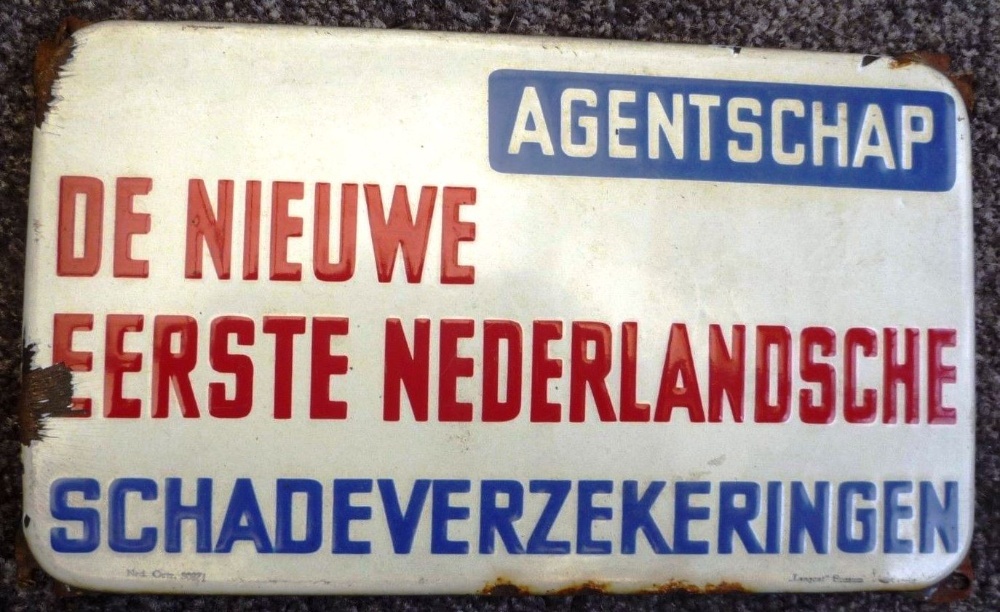 AGENTSCHAP
DE NIEUWE
EERSTE NEDERLANDSCHE
SCHADEVERZEKERINGEN